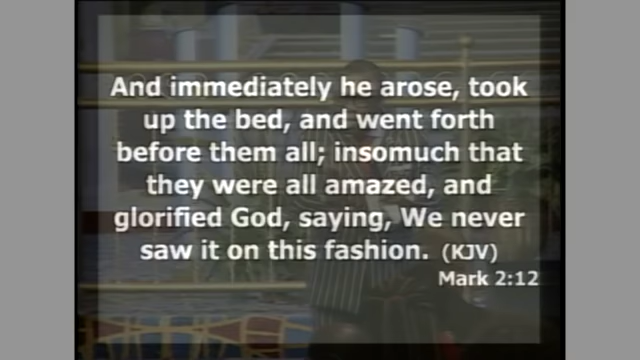 And immediately he arose, took
up the bed, and went forth
before them all; insomuch that
they were all amazed, and
glorified God, saying, We never
saw it on this fashion. (KJV)
Mark 2:12